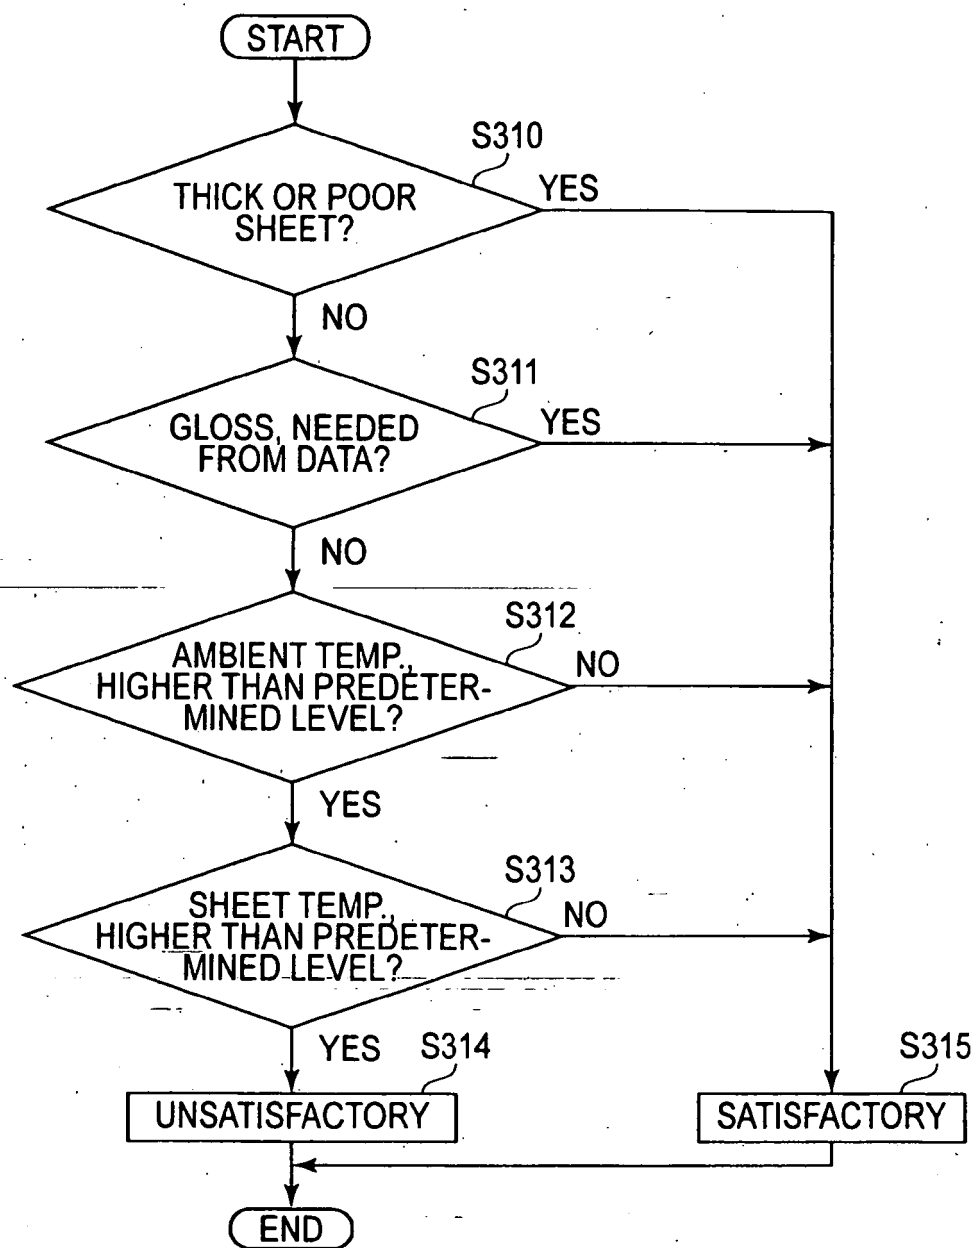 START
S310
THICK OR POOR
SHEET?
YES
NO
S311
GLOSS, NEEDED
FROM DATA?
YES
NO
S312
AMBIENT TEMP.,
HIGHER THAN PREDETER-
MINED LEVEL?
NO
YES
S313
SHEET TEMP.,
HIGHER THAN PREDETER-
MINED LEVEL?
NO
YES
S314
UNSATISFACTORY
S315
SATISFACTORY
END